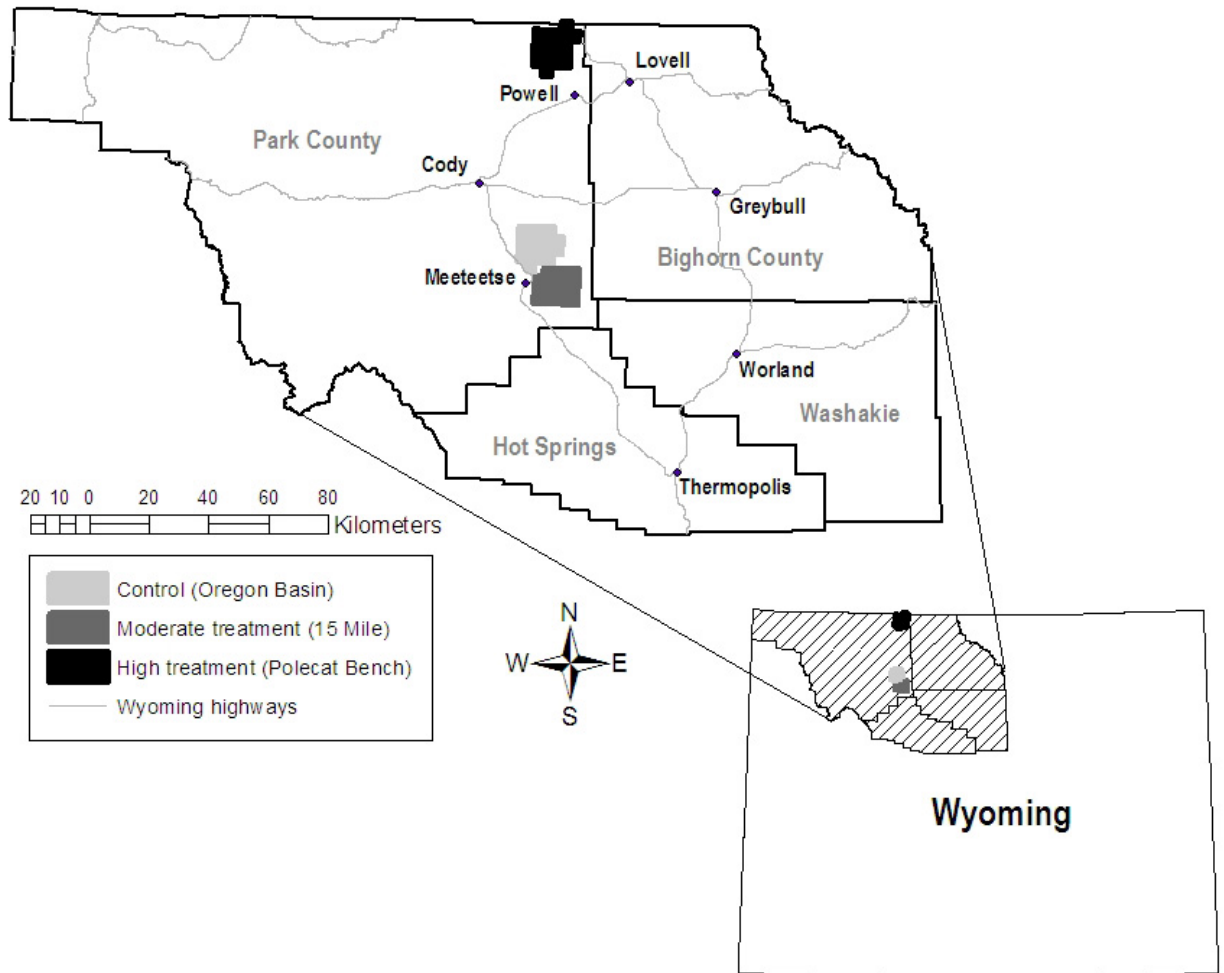 Lovell
Powell
Park County
Cody
Greybull
Bighorn County
Meeteetse
Worland
Washakie
Hot Springs
Thermopolis
20 10 0 20 40 60 80
Kilometers
Control (Oregon Basin)
Moderate treatment (15 Mile)
High treatment (Polecat Bench)
Wyoming highways
N
W E
S
Wyoming